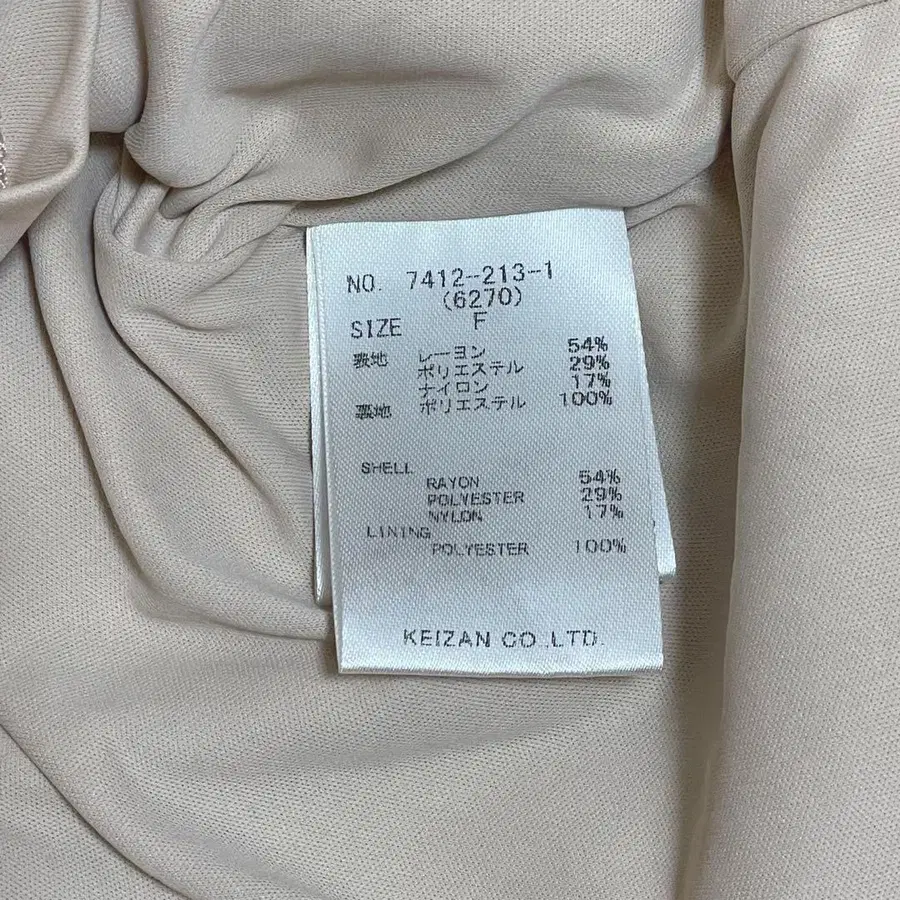 NO. 7412-213-1
(6270)
SIZE F
表地 レーヨン 54%
ポリエステル 29%
ナイロン 17%
裏地 ポリエステル 100%
SHELL
RAYON 54%
POLYESTER 29%
NYLON 17%
LINING
POLYESTER 100%
KEIZAN CO.,LTD.